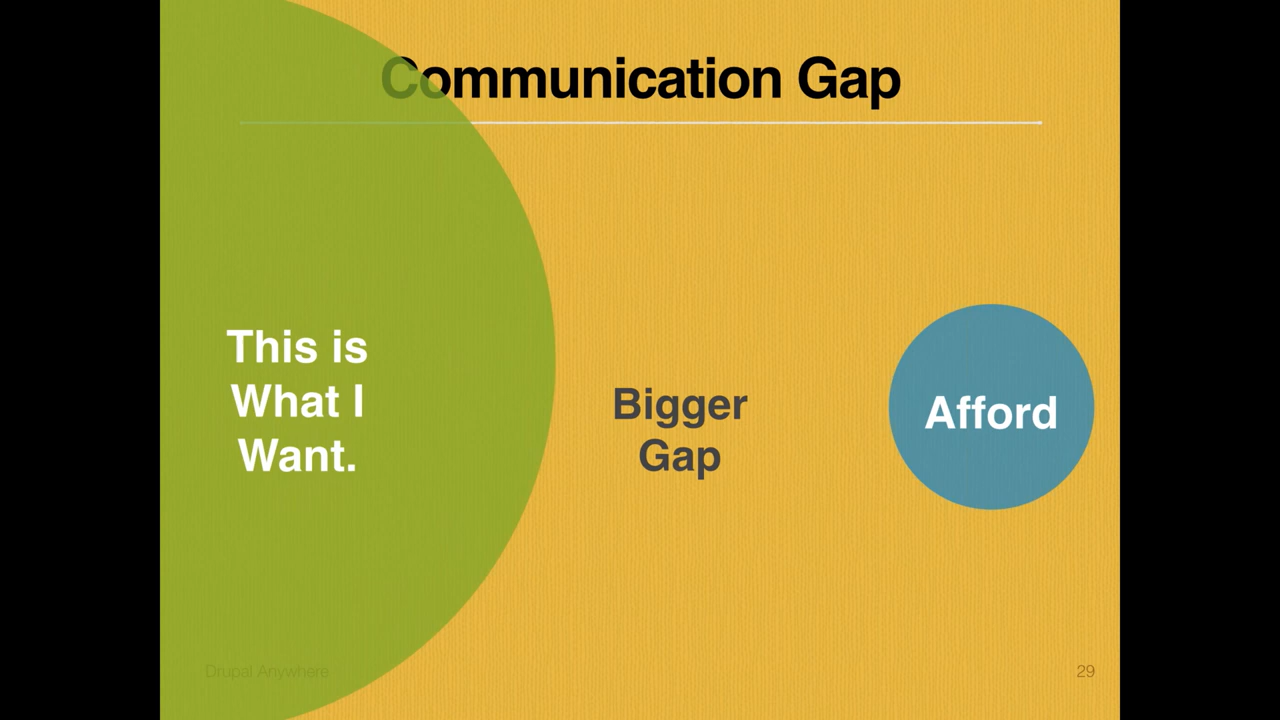 Communication Gap
This is
What I
Want.
Bigger
Gap
Afford
Drupal Anywhere
29